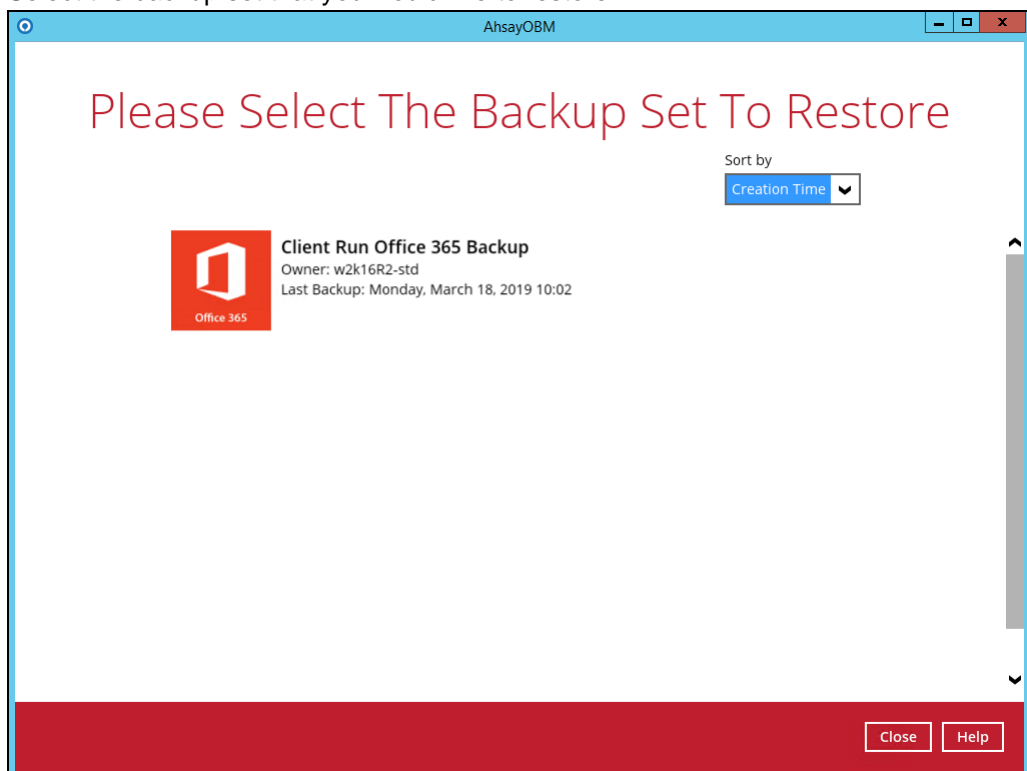 AhsayOBM
Please Select The Backup Set To Restore
Sort by
Creation Time
Client Run Office 365 Backup
Owner: w2k16R2-std
Last Backup: Monday, March 18, 2019 10:02
Office 365
Close Help